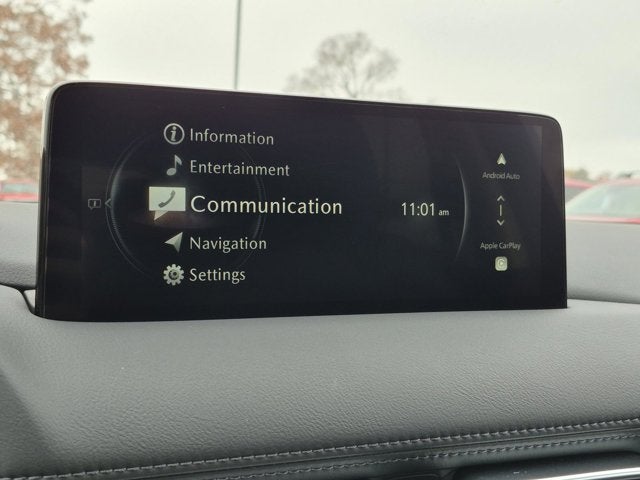 Information
Entertainment
Communication
11:01 am
Navigation
Settings
Android Auto
Apple CarPlay